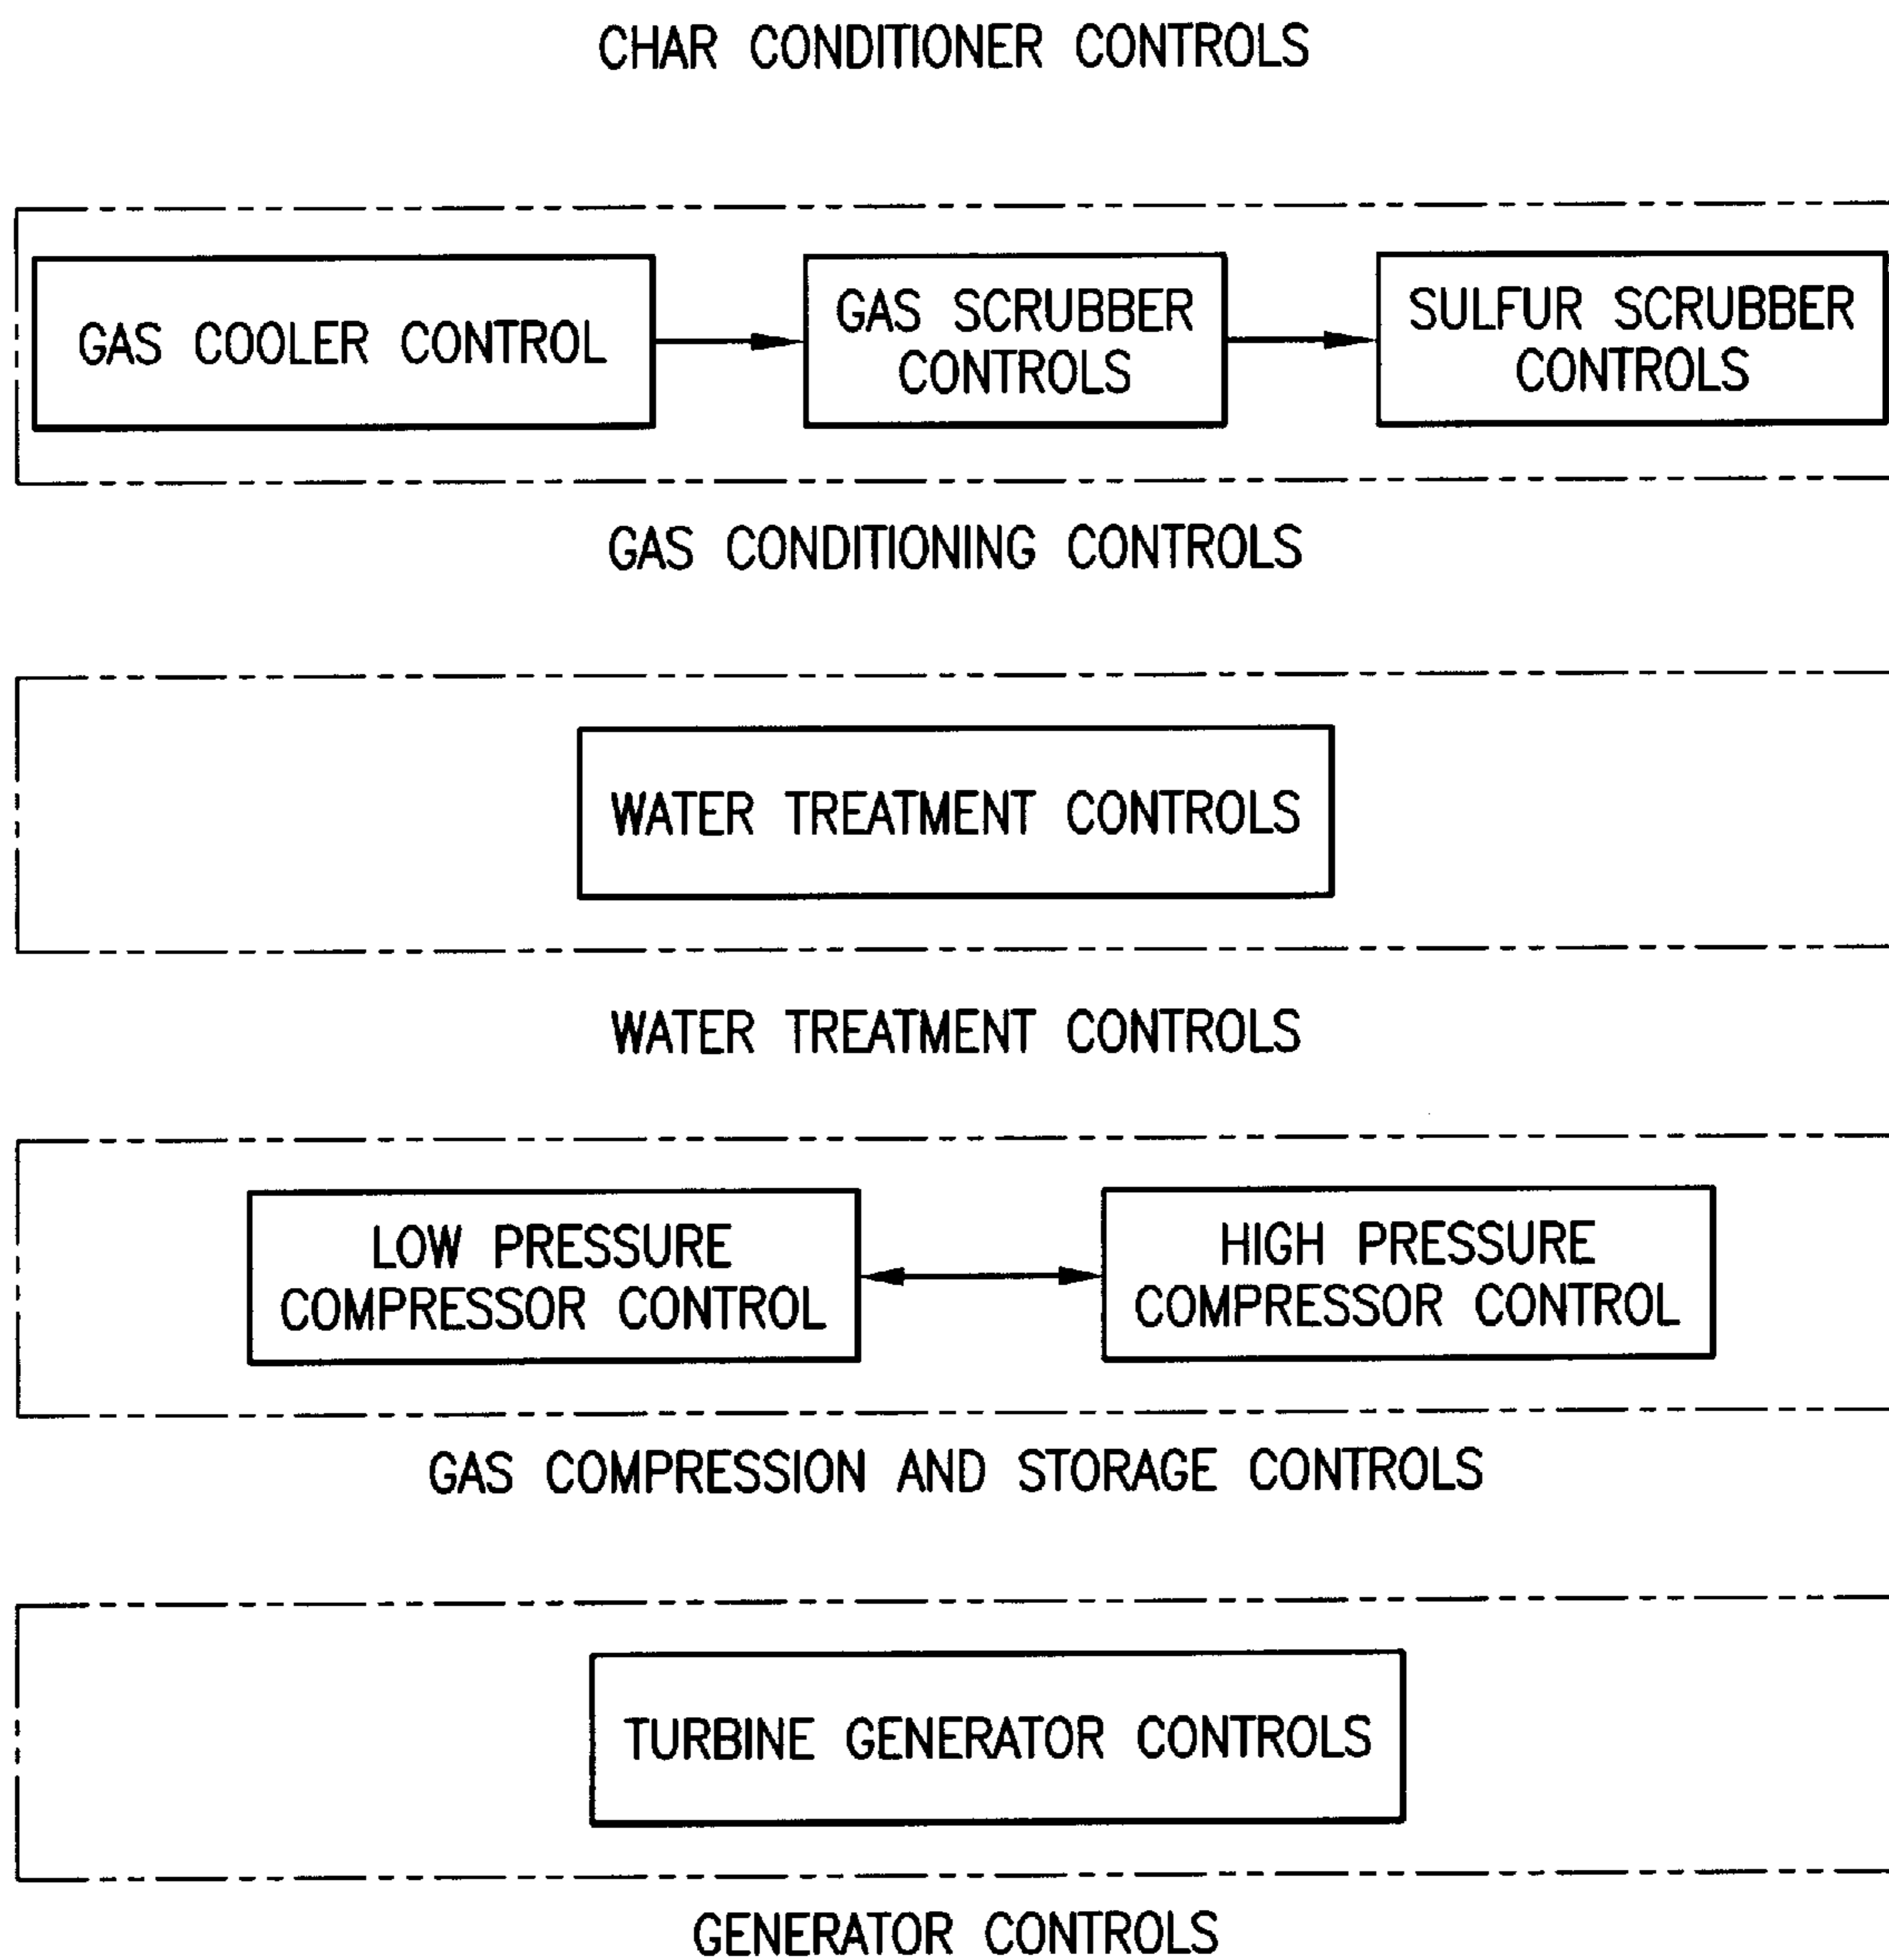 CHAR CONDITIONER CONTROLS
GAS COOLER CONTROL
GAS SCRUBBER
CONTROLS
SULFUR SCRUBBER
CONTROLS
GAS CONDITIONING CONTROLS
WATER TREATMENT CONTROLS
WATER TREATMENT CONTROLS
LOW PRESSURE
COMPRESSOR CONTROL
HIGH PRESSURE
COMPRESSOR CONTROL
GAS COMPRESSION AND STORAGE CONTROLS
TURBINE GENERATOR CONTROLS
GENERATOR CONTROLS